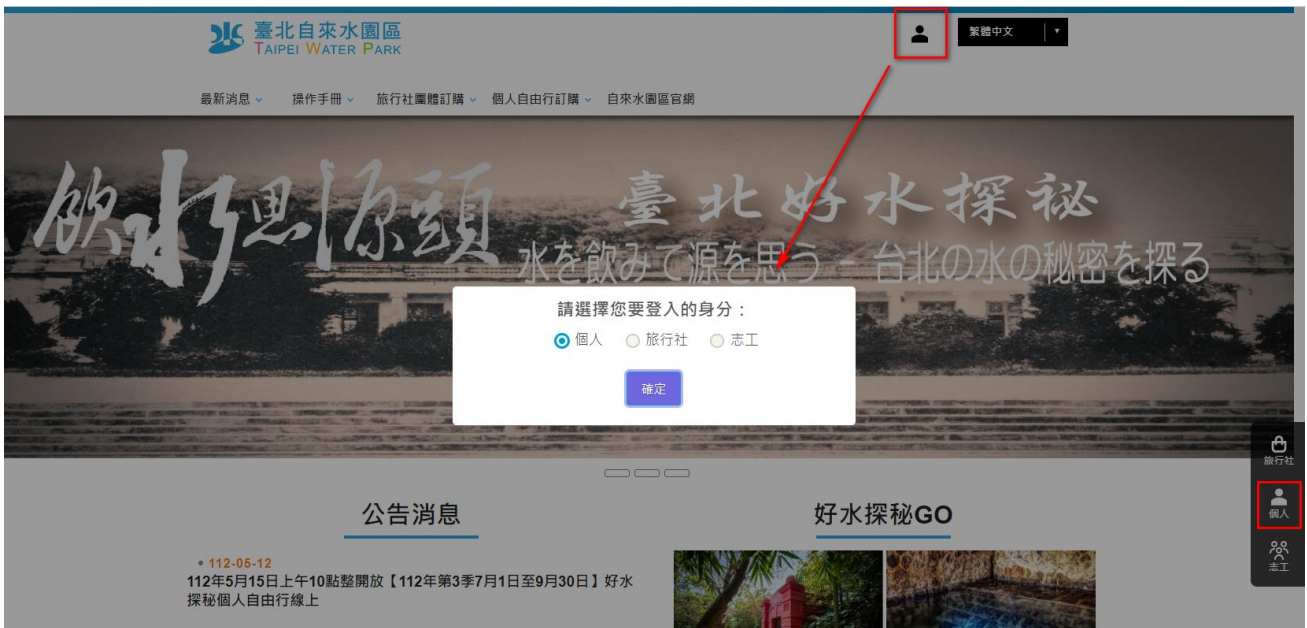 臺北自來水園區
TAIPEI WATER PARK
繁體中文
最新消息 操作手冊 旅行社團體訂購 個人自由行訂購 自來水園區官網
飲水思源頭
臺北好水探祕
水を飲みて源を思う – 台北の水の秘密を探る
請選擇您要登入的身分：
個人 旅行社 志工
確定
旅行社
個人
志工
公告消息
好水探秘GO
112-05-12
112年5月15日上午10點整開放【112年第3季7月1日至9月30日】好水
探秘個人自由行線上